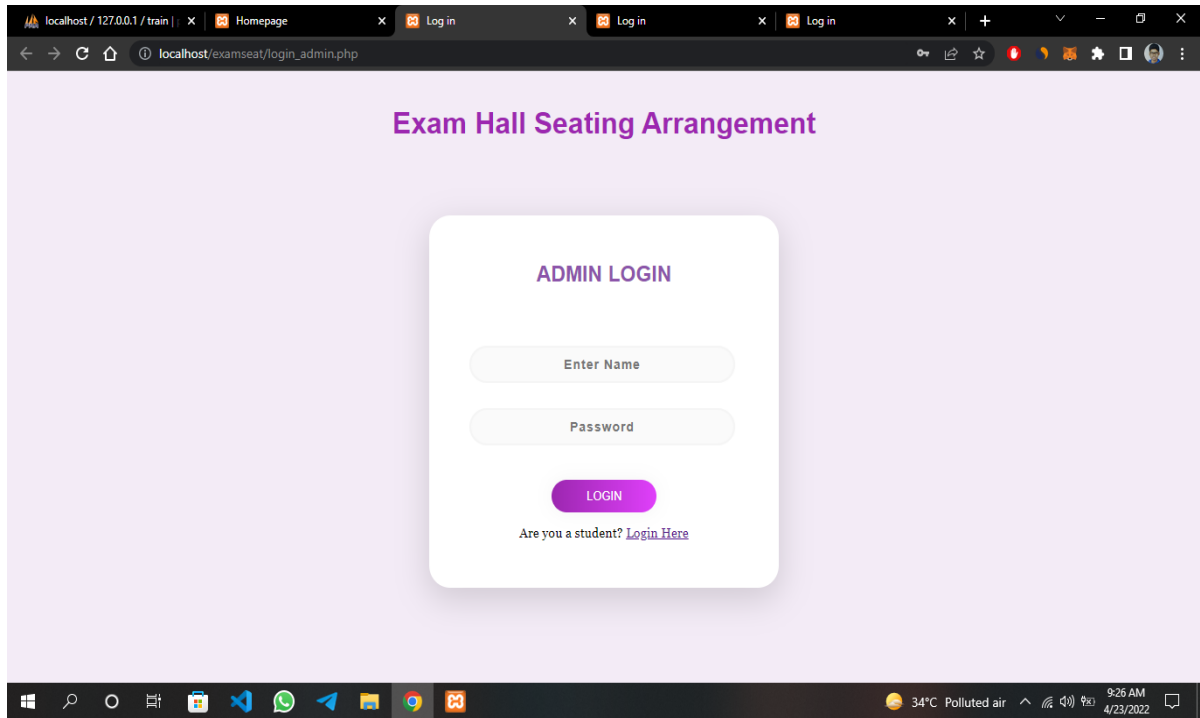 localhost / 127.0.0.1 / train |
Homepage
Log in
Log in
Log in
localhost/examseat/login_admin.php
Exam Hall Seating Arrangement
ADMIN LOGIN
Enter Name
Password
LOGIN
Are you a student? Login Here
34°C Polluted air
9:26 AM
4/23/2022